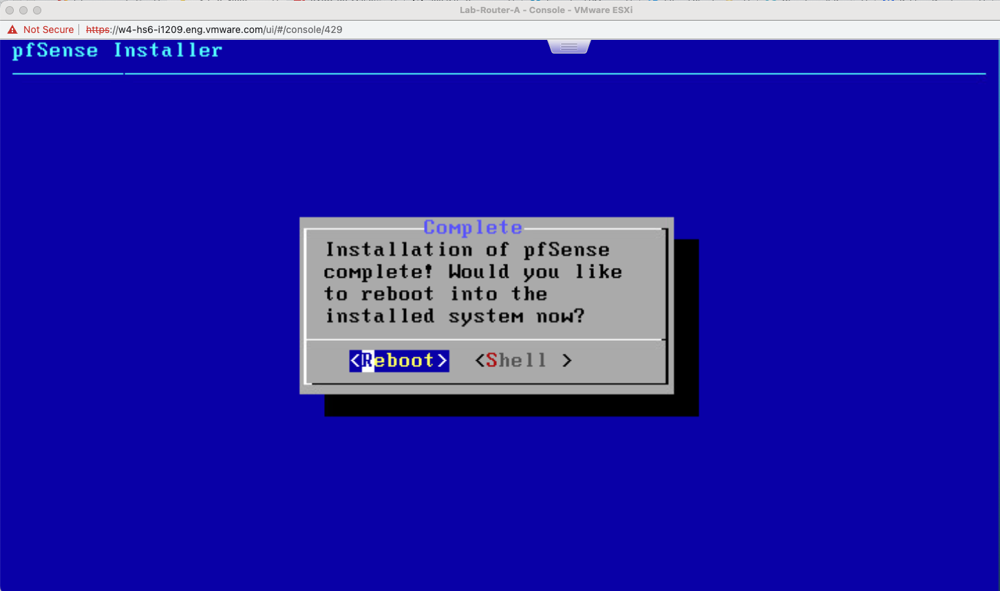 Lab-Router-A - Console - VMware ESXi
Not Secure https://w4-hs6-i1209.eng.vmware.com/ui/#/console/429
pfSense Installer
Complete
Installation of pfSense
complete! Would you like
to reboot into the
installed system now?
<Reboot> <Shell >